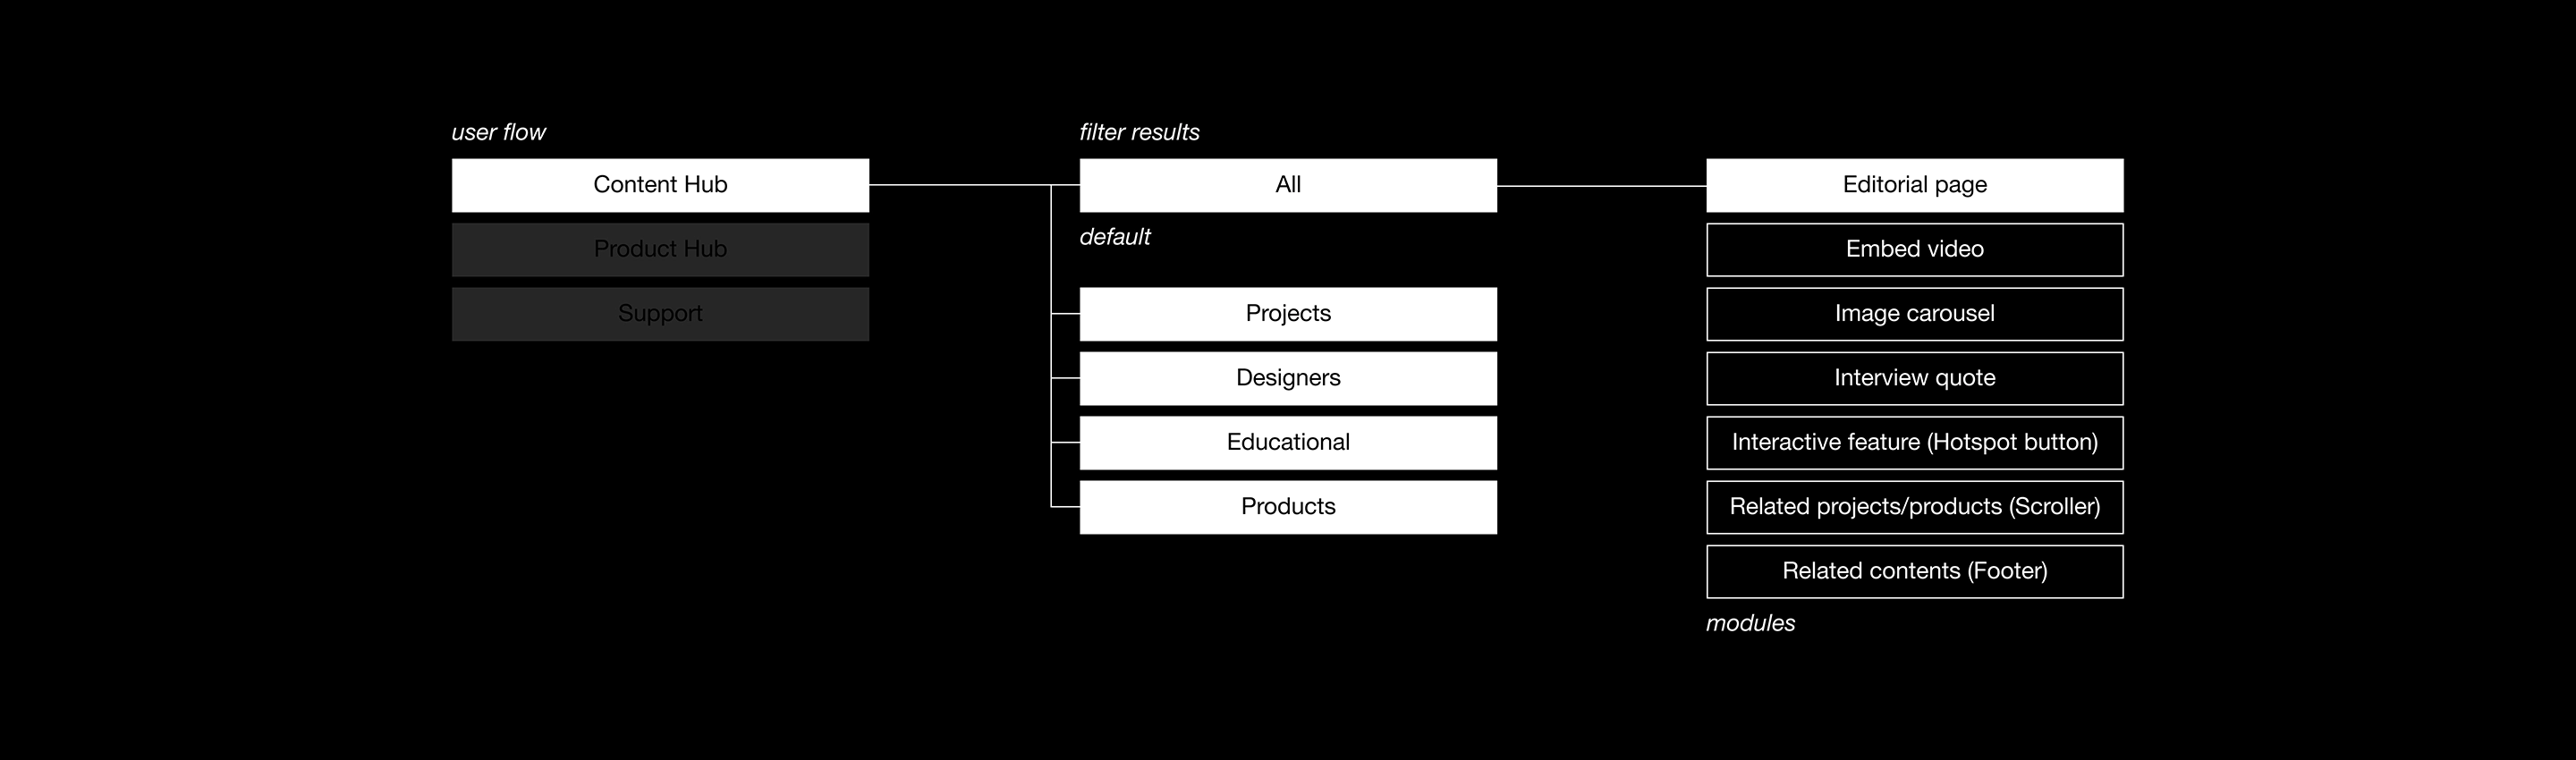 user flow
Content Hub
Product Hub
Support
filter results
All
default
Projects
Designers
Educational
Products
Editorial page
Embed video
Image carousel
Interview quote
Interactive feature (Hotspot button)
Related projects/products (Scroller)
Related contents (Footer)
modules